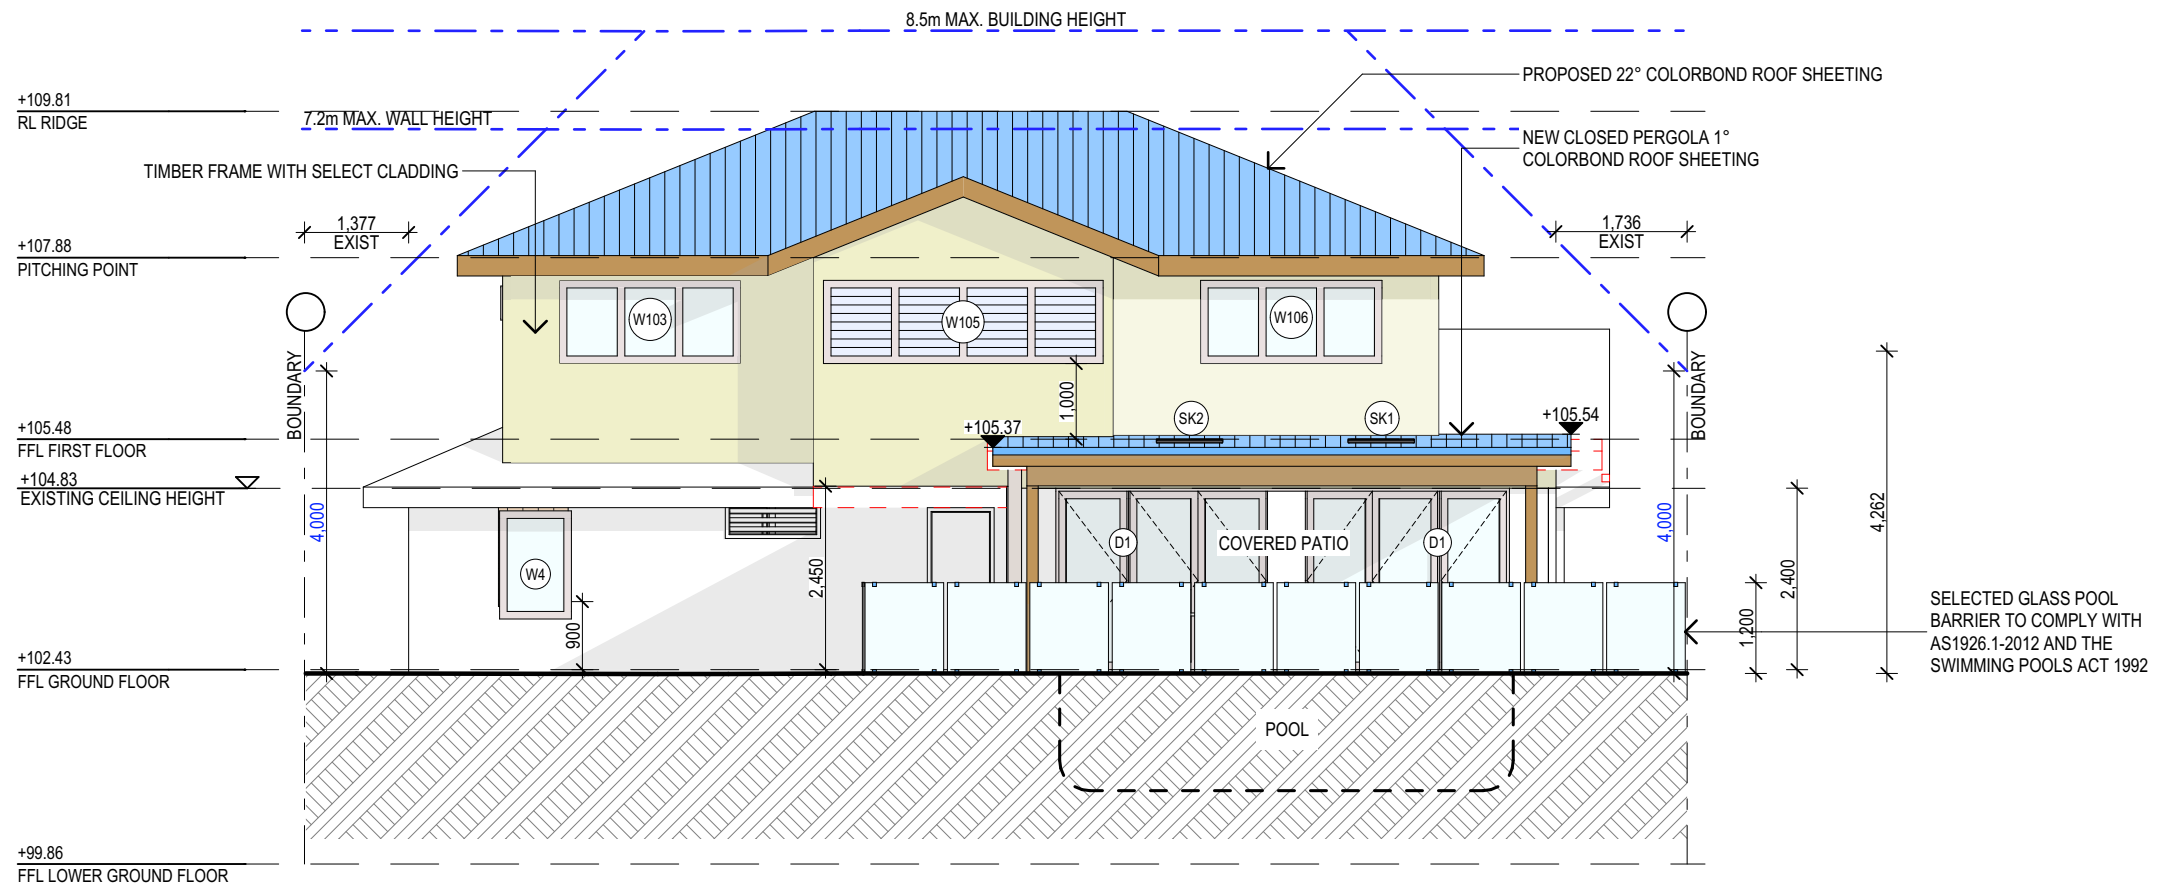 8.5m MAX. BUILDING HEIGHT
PROPOSED 22° COLORBOND ROOF SHEETING
+109.81
RL RIDGE
7.2m MAX. WALL HEIGHT
NEW CLOSED PERGOLA 1°
COLORBOND ROOF SHEETING
TIMBER FRAME WITH SELECT CLADDING
1,377
EXIST
1,736
EXIST
+107.88
PITCHING POINT
W103
W105
W106
BOUNDARY
BOUNDARY
1,000
SK2
SK1
+105.54
+105.37
+105.48
FFL FIRST FLOOR
+104.83
EXISTING CEILING HEIGHT
4,000
4,000
4,262
D1
COVERED PATIO
D1
W4
2,450
2,400
900
1,200
SELECTED GLASS POOL
BARRIER TO COMPLY WITH
AS1926.1-2012 AND THE
SWIMMING POOLS ACT 1992
+102.43
FFL GROUND FLOOR
POOL
+99.86
FFL LOWER GROUND FLOOR